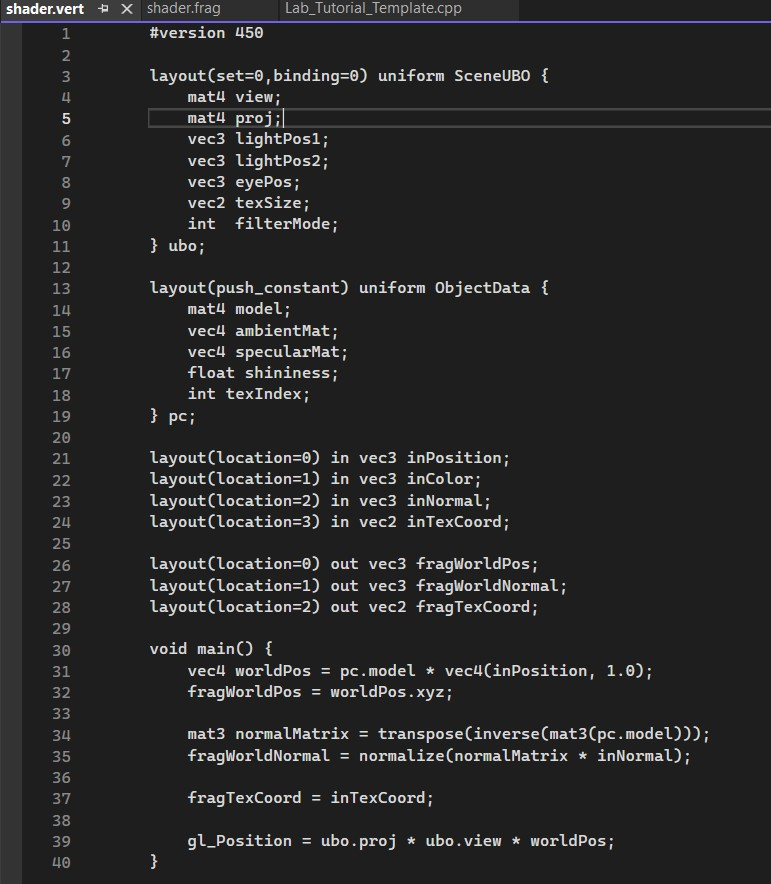 shader.vert shader.frag Lab_Tutorial_Template.cpp
1 #version 450
2
3 layout(set=0,binding=0) uniform SceneUBO {
4     mat4 view;
5     mat4 proj;
6     vec3 lightPos1;
7     vec3 lightPos2;
8     vec3 eyePos;
9     vec2 texSize;
10     int  filterMode;
11 } ubo;
12
13 layout(push_constant) uniform ObjectData {
14     mat4 model;
15     vec4 ambientMat;
16     vec4 specularMat;
17     float shininess;
18     int texIndex;
19 } pc;
20
21 layout(location=0) in vec3 inPosition;
22 layout(location=1) in vec3 inColor;
23 layout(location=2) in vec3 inNormal;
24 layout(location=3) in vec2 inTexCoord;
25
26 layout(location=0) out vec3 fragWorldPos;
27 layout(location=1) out vec3 fragWorldNormal;
28 layout(location=2) out vec2 fragTexCoord;
29
30 void main() {
31     vec4 worldPos = pc.model * vec4(inPosition, 1.0);
32     fragWorldPos = worldPos.xyz;
33
34     mat3 normalMatrix = transpose(inverse(mat3(pc.model)));
35     fragWorldNormal = normalize(normalMatrix * inNormal);
36
37     fragTexCoord = inTexCoord;
38
39     gl_Position = ubo.proj * ubo.view * worldPos;
40 }